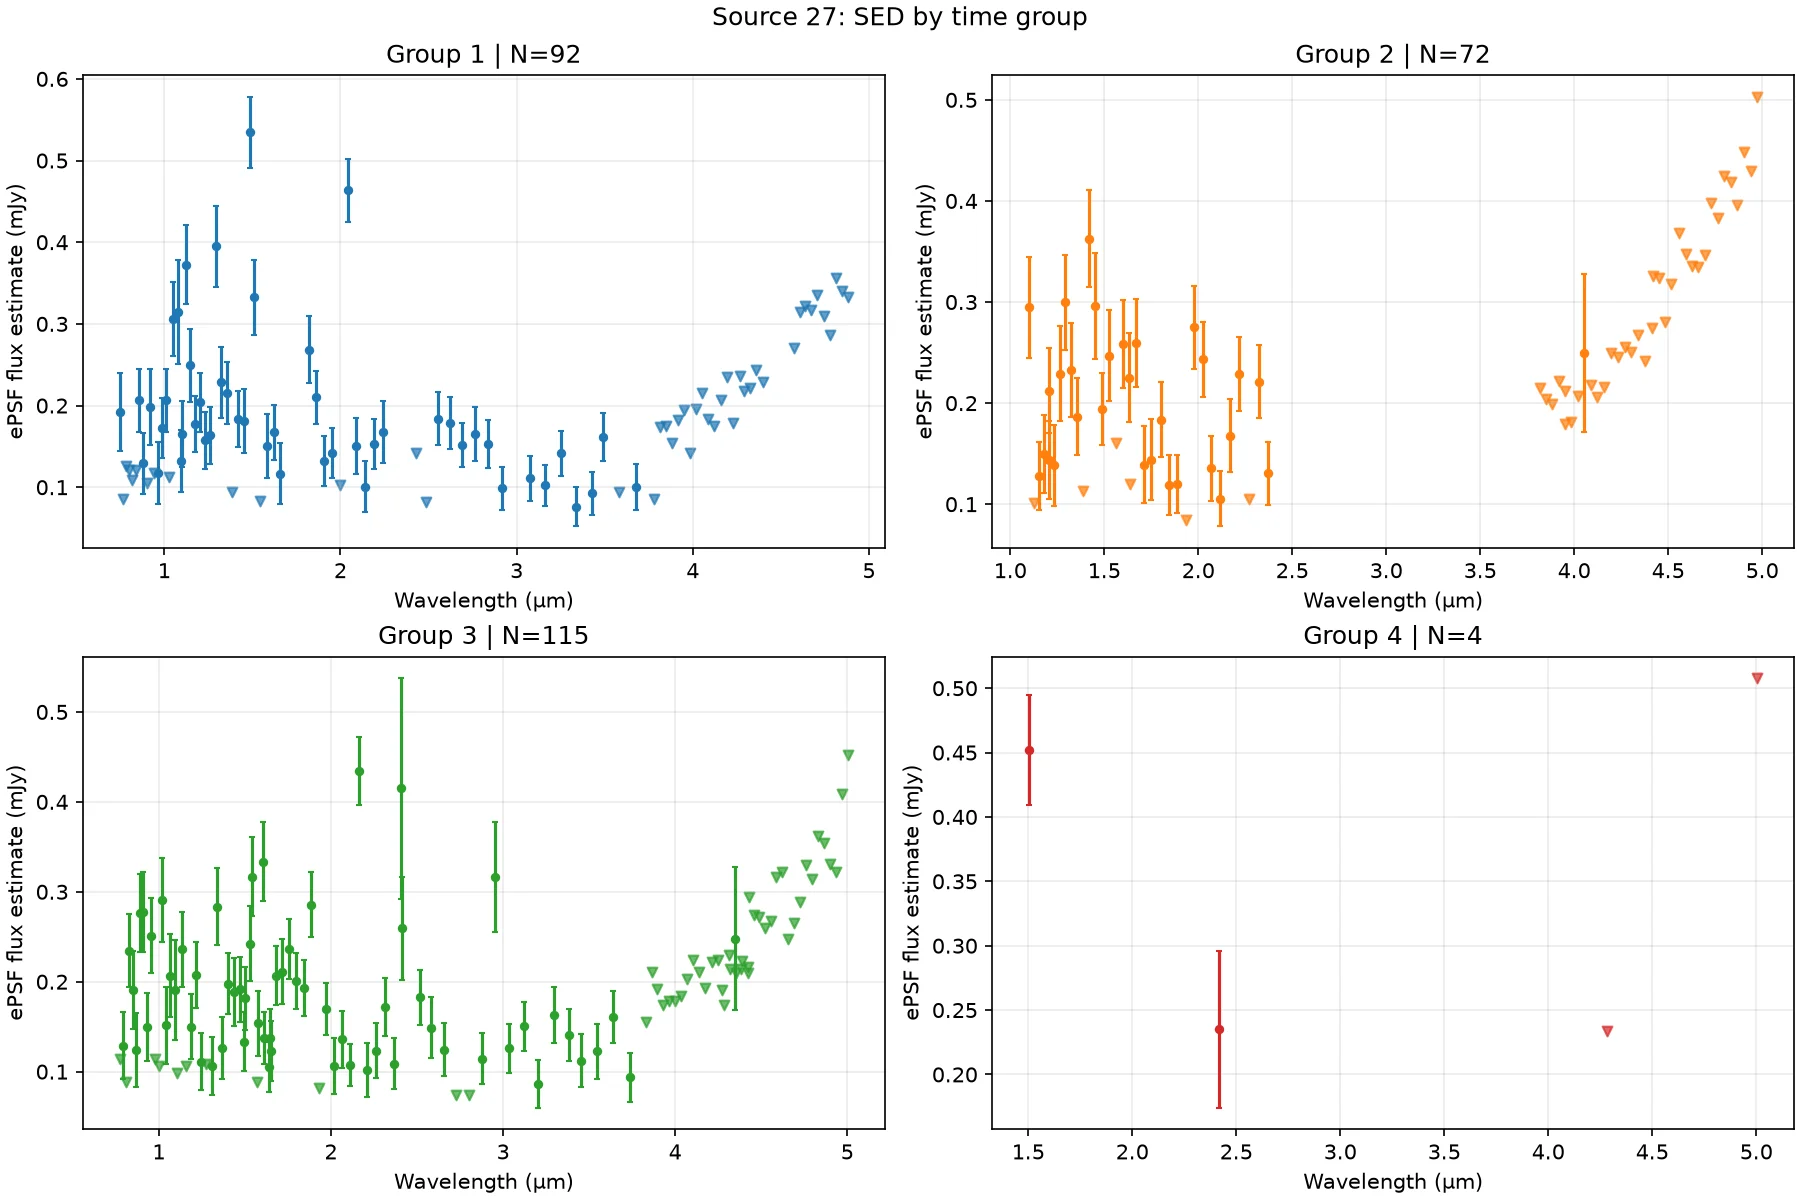 Source 27: SED by time group
Group 1 | N=92
0.6
0.5
0.4
0.3
0.2
0.1
ePSF flux estimate (mJy)
1 2 3 4 5
Wavelength (µm)
Group 2 | N=72
0.5
0.4
0.3
0.2
0.1
ePSF flux estimate (mJy)
1.0 1.5 2.0 2.5 3.0 3.5 4.0 4.5 5.0
Wavelength (µm)
Group 3 | N=115
0.5
0.4
0.3
0.2
0.1
ePSF flux estimate (mJy)
1 2 3 4 5
Wavelength (µm)
Group 4 | N=4
0.50
0.45
0.40
0.35
0.30
0.25
0.20
ePSF flux estimate (mJy)
1.5 2.0 2.5 3.0 3.5 4.0 4.5 5.0
Wavelength (µm)